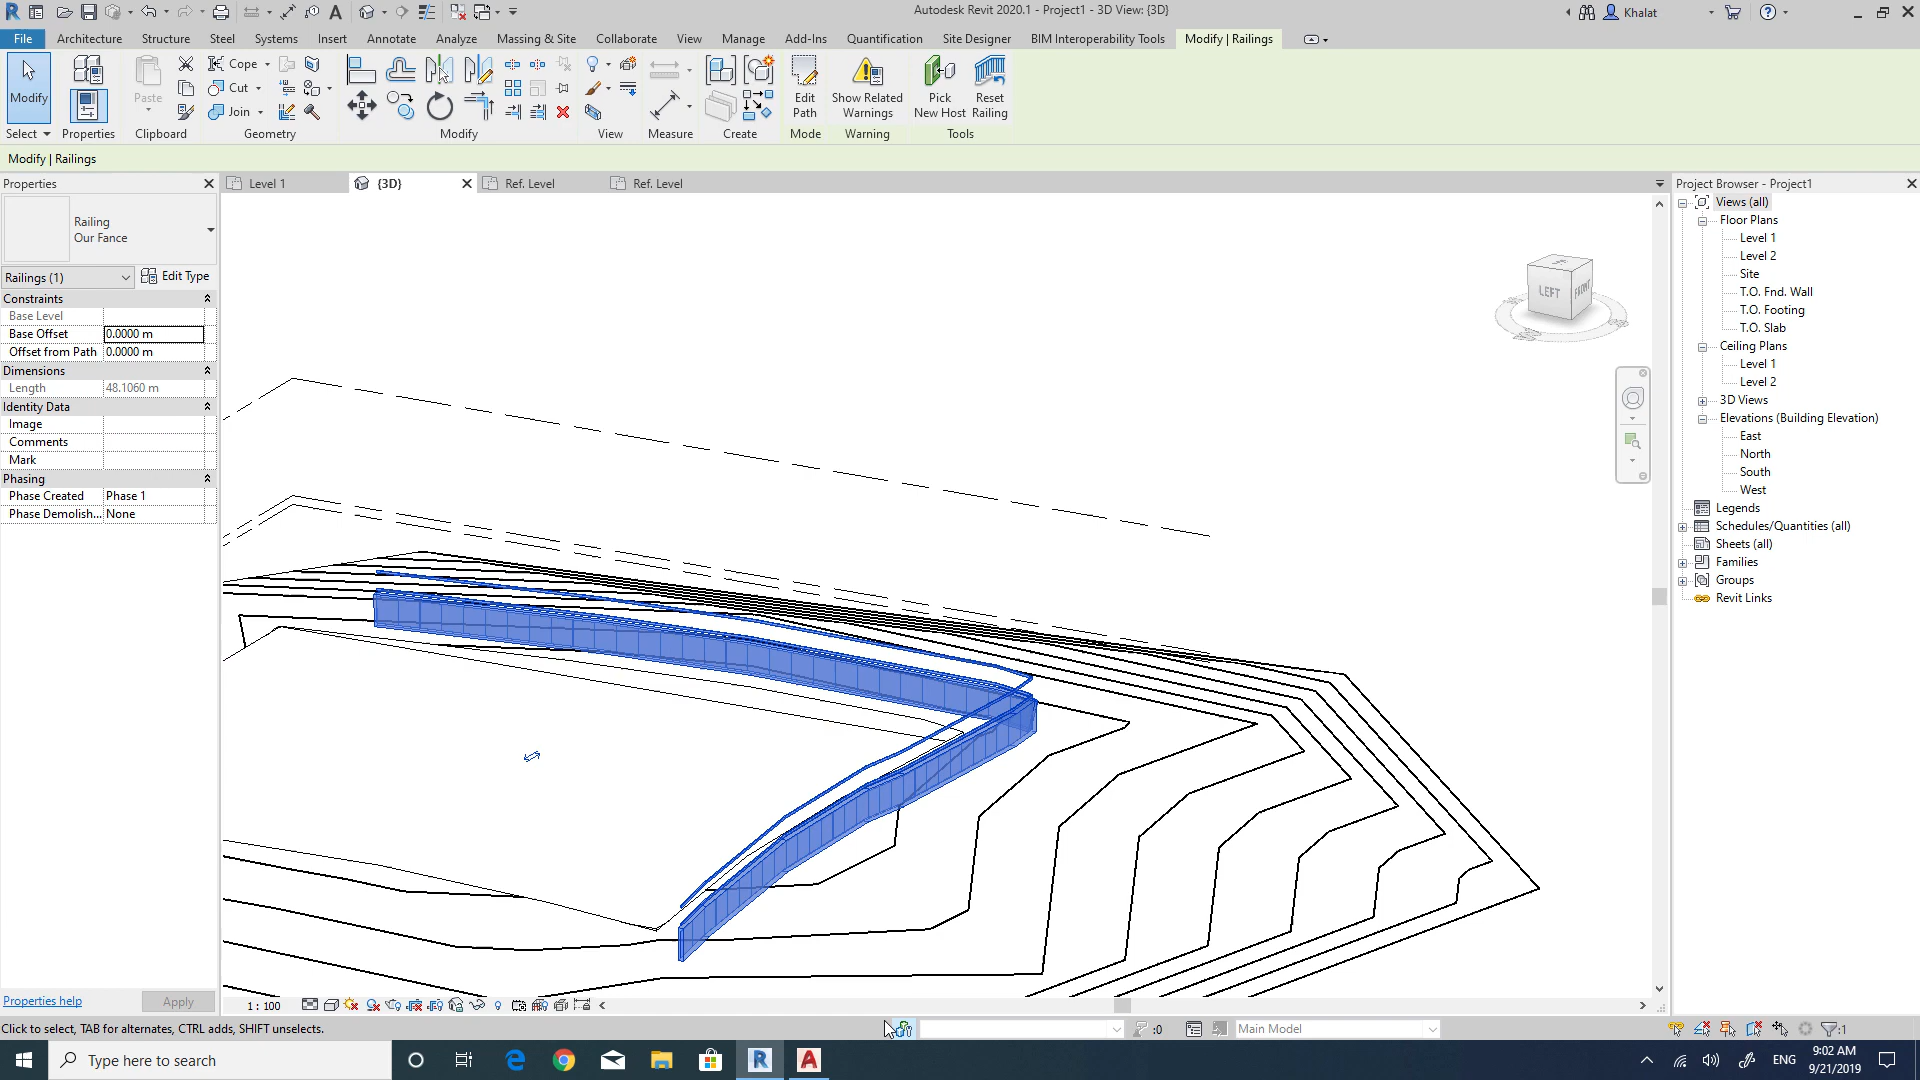 Autodesk Revit 2020.1 - Project1 - 3D View: {3D}
Khalat
File Architecture Structure Steel Systems Insert Annotate Analyze Massing & Site Collaborate View Manage Add-Ins Quantification Site Designer BIM Interoperability Tools Modify | Railings
Modify
Properties
Paste
Cope
Cut
Join
Edit Path
Show Related Warnings
Pick New Host
Reset Railing
Select Properties Clipboard Geometry Modify View Measure Create Mode Warning Tools
Modify | Railings
Properties
Level 1
{3D}
Ref. Level
Ref. Level
Project Browser - Project1
Railing
Our Fance
Railings (1)
Edit Type
Constraints
Base Level
Base Offset 0.0000 m
Offset from Path 0.0000 m
Dimensions
Length 48.1060 m
Identity Data
Image
Comments
Mark
Phasing
Phase Created Phase 1
Phase Demolish... None
Properties help
Apply
LEFT
FRONT
Views (all)
Floor Plans
Level 1
Level 2
Site
T.O. Fnd. Wall
T.O. Footing
T.O. Slab
Ceiling Plans
Level 1
Level 2
3D Views
Elevations (Building Elevation)
East
North
South
West
Legends
Schedules/Quantities (all)
Sheets (all)
Families
Groups
Revit Links
1 : 100
Click to select, TAB for alternates, CTRL adds, SHIFT unselects.
:0
Main Model
:1
Type here to search
ENG
9:02 AM
9/21/2019